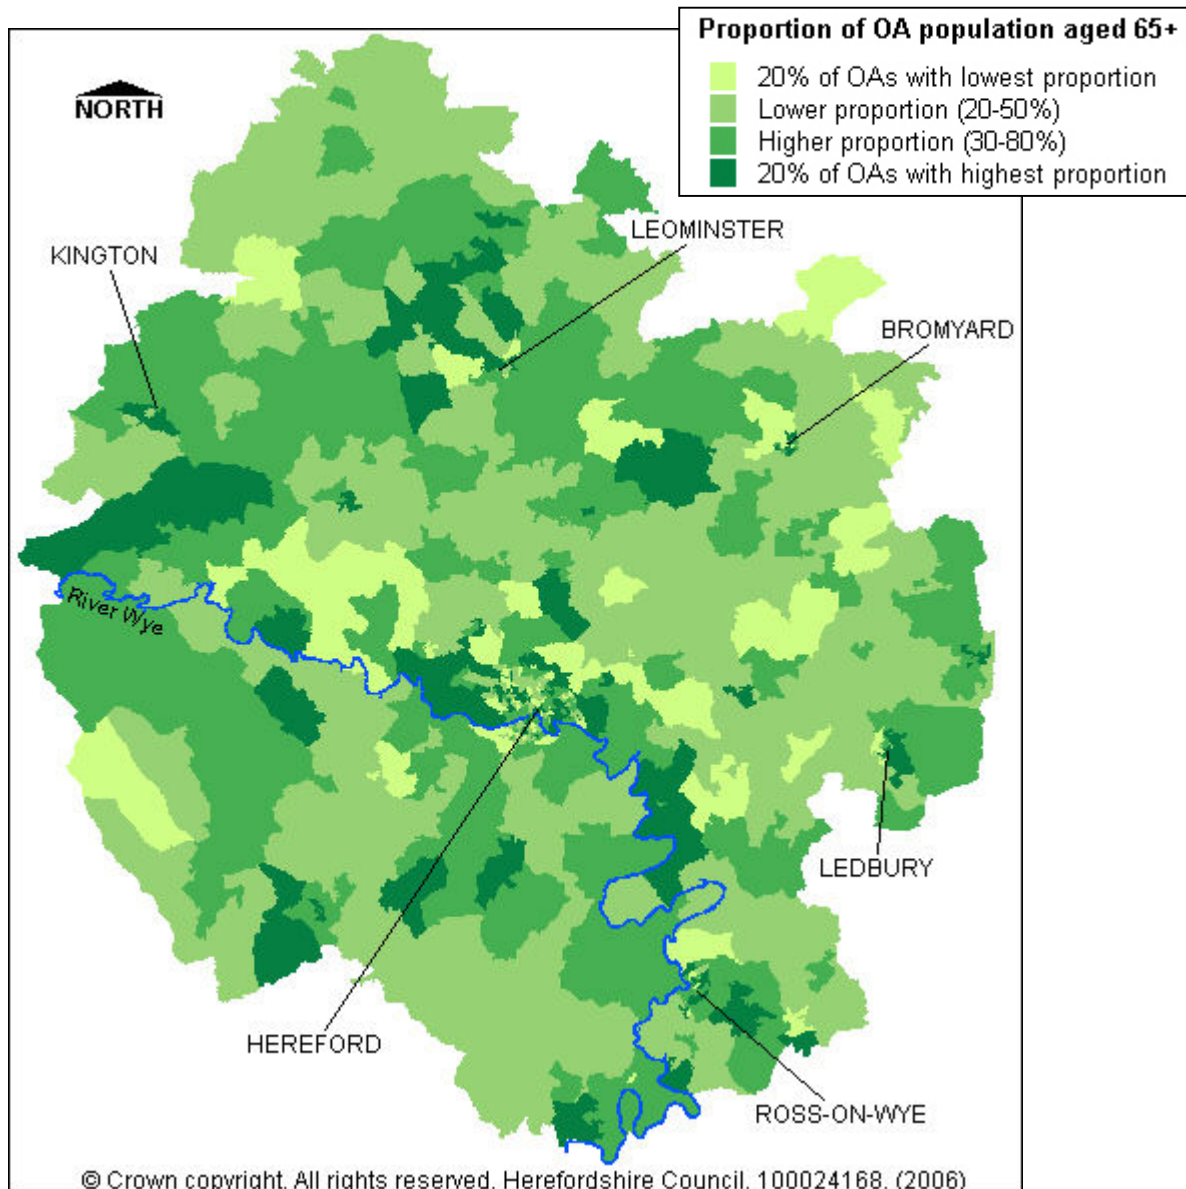 Proportion of OA population aged 65+
20% of OAs with lowest proportion
Lower proportion (20-50%)
Higher proportion (30-80%)
20% of OAs with highest proportion
NORTH
LEOMINSTER
KINGTON
BROMYARD
River Wye
LEDBURY
HEREFORD
ROSS-ON-WYE
© Crown copyright. All rights reserved. Herefordshire Council. 100024168. (2006)